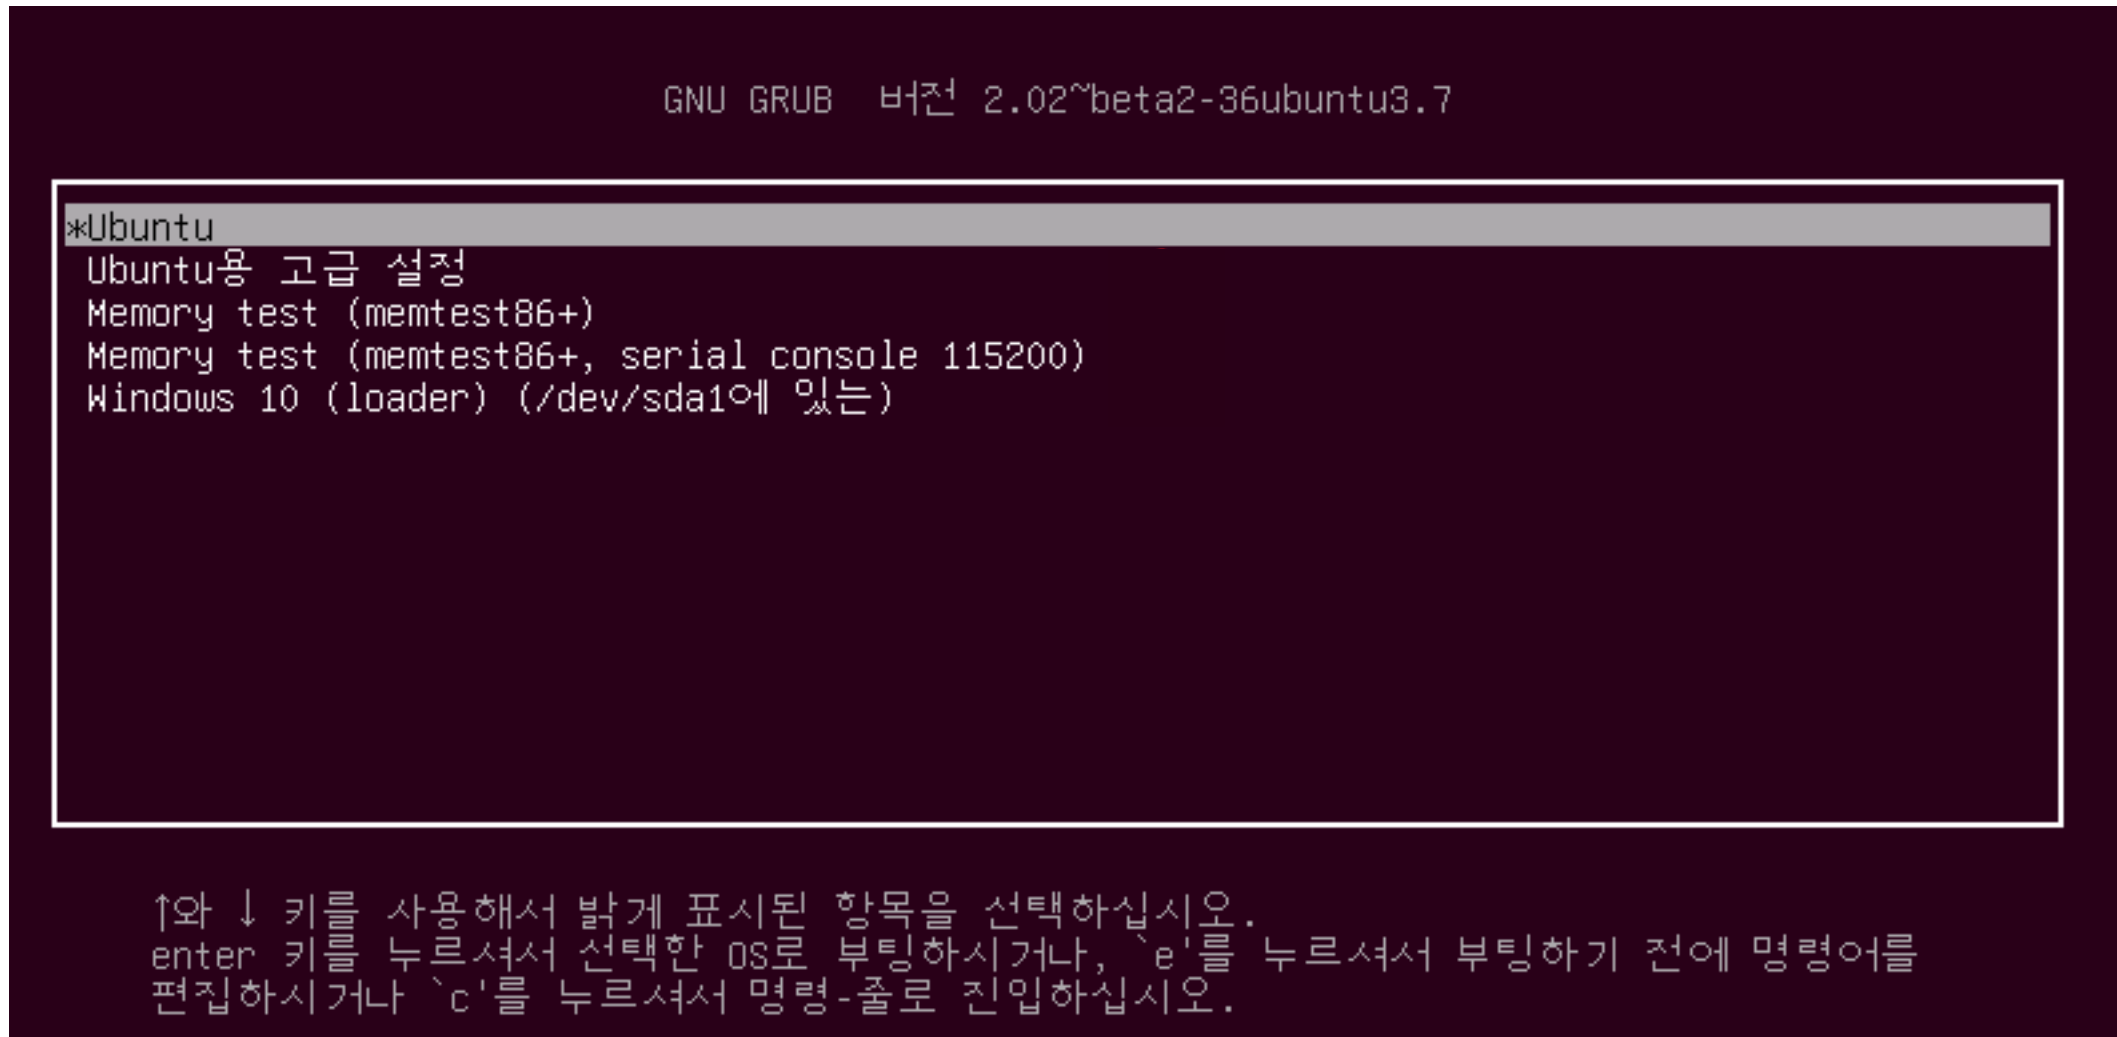 GNU GRUB  버전 2.02~beta2-36ubuntu3.7
*Ubuntu
Ubuntu용 고급 설정
Memory test (memtest86+)
Memory test (memtest86+, serial console 115200)
Windows 10 (loader) (/dev/sda1에 있는)
↑와 ↓ 키를 사용해서 밝게 표시된 항목을 선택하십시오.
enter 키를 누르셔서 선택한 OS로 부팅하시거나, `e'를 누르셔서 부팅하기 전에 명령어를
편집하시거나 `c'를 누르셔서 명령-줄로 진입하십시오.